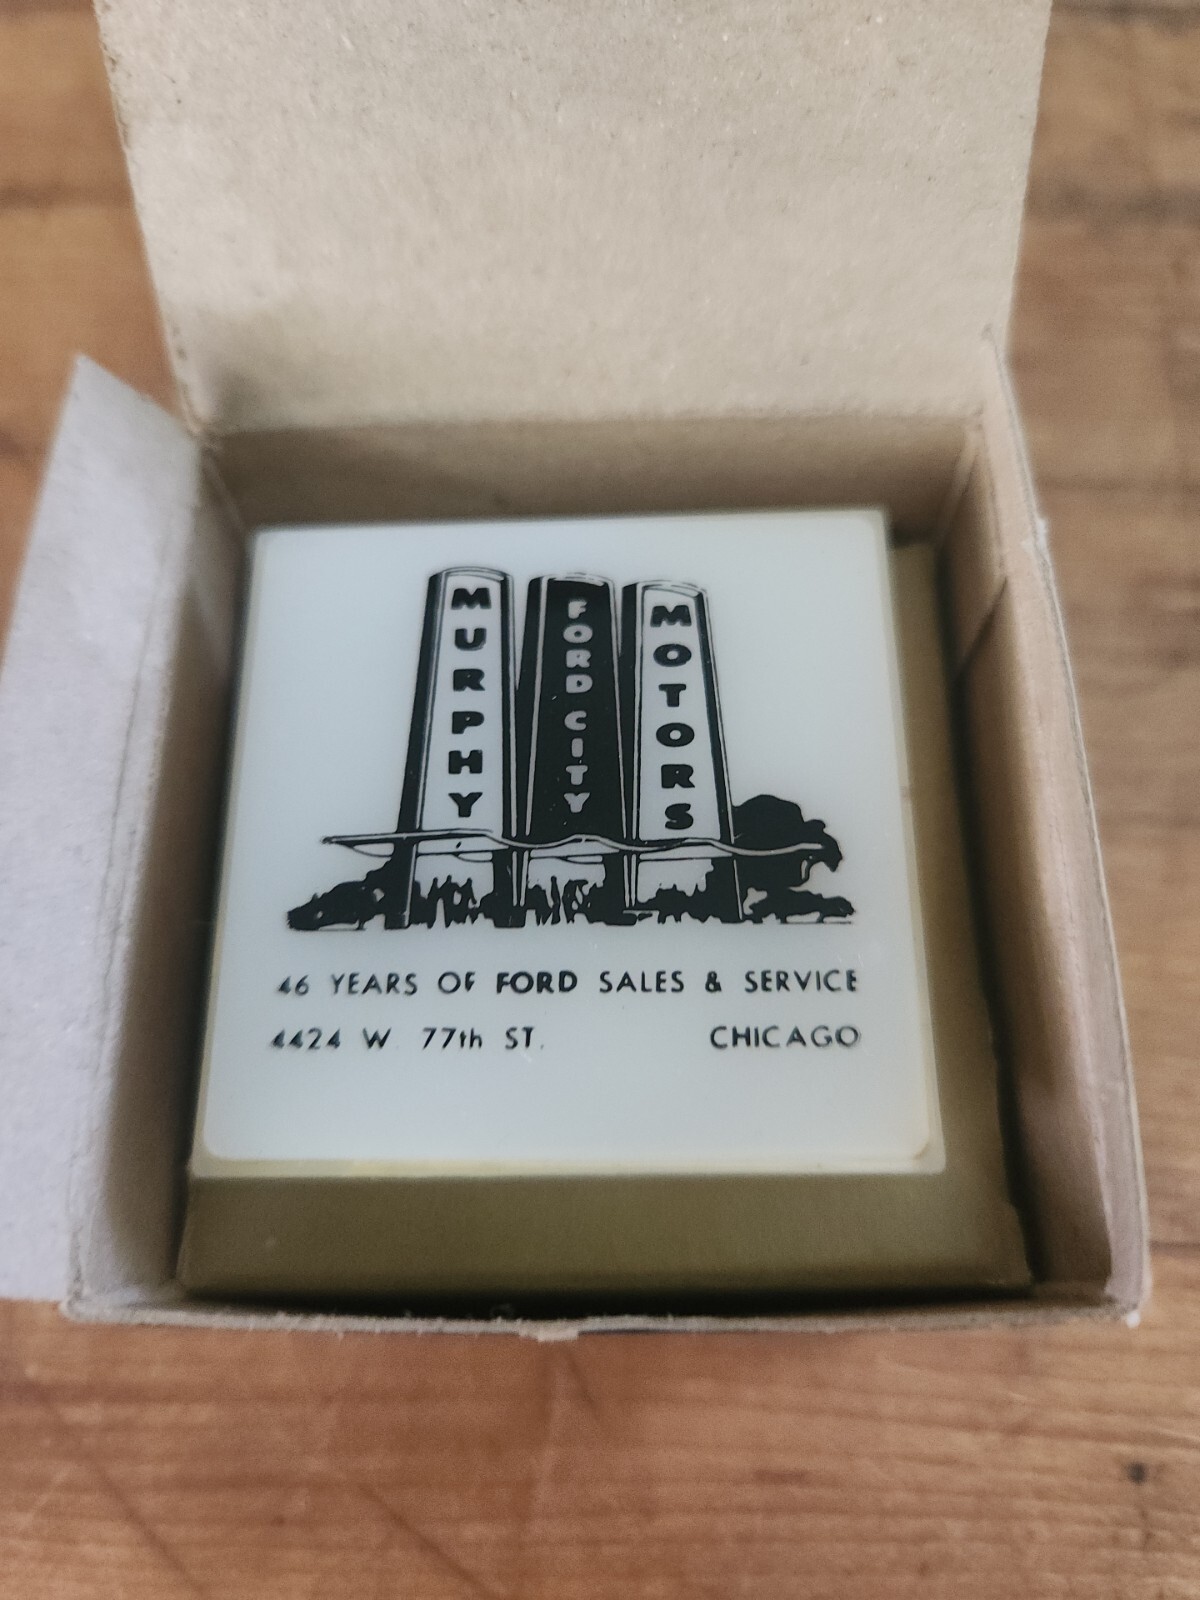 MURPHY
FORD CITY
MOTORS
46 YEARS OF FORD SALES & SERVICE
4424 W. 77th ST. CHICAGO